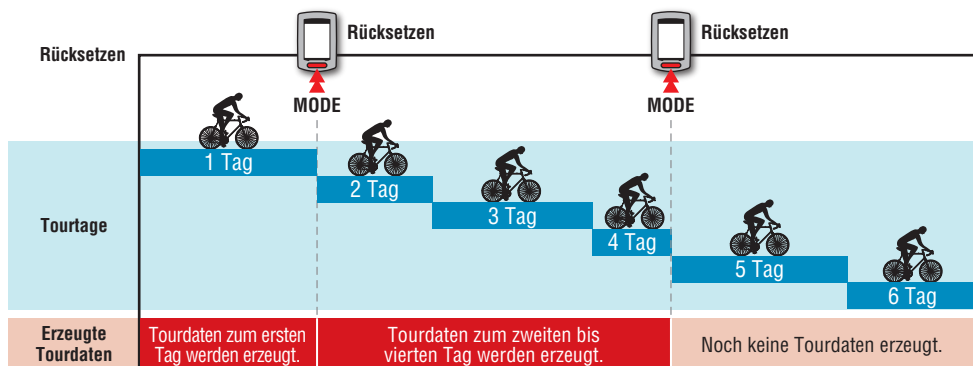 Rücksetzen
Rücksetzen
Rücksetzen
MODE
MODE
1 Tag
2 Tag
3 Tag
4 Tag
5 Tag
6 Tag
Tourtage
Erzeugte
Tourdaten
Tourdaten zum ersten
Tag werden erzeugt.
Tourdaten zum zweiten bis
vierten Tag werden erzeugt.
Noch keine Tourdaten erzeugt.